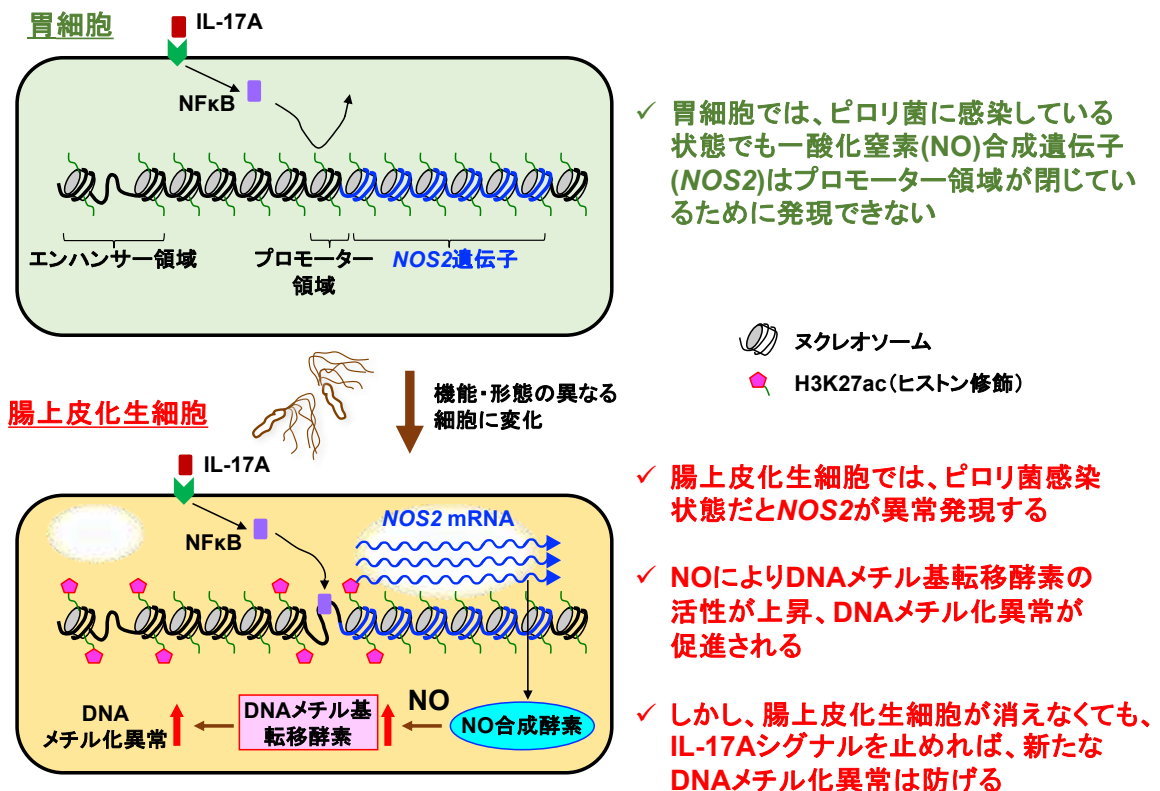 胃細胞
IL-17A
NFκB
エンハンサー領域
プロモーター
領域
NOS2遺伝子
✓ 胃細胞では、ピロリ菌に感染している
状態でも一酸化窒素(NO)合成遺伝子
(NOS2)はプロモーター領域が閉じてい
るために発現できない
ヌクレオソーム
H3K27ac(ヒストン修飾)
機能・形態の異なる
細胞に変化
腸上皮化生細胞
IL-17A
NFκB
NOS2 mRNA
DNA
メチル化異常
DNAメチル基
転移酵素
NO
NO合成酵素
✓ 腸上皮化生細胞では、ピロリ菌感染
状態だとNOS2が異常発現する
✓ NOによりDNAメチル基転移酵素の
活性が上昇、DNAメチル化異常が
促進される
✓ しかし、腸上皮化生細胞が消えなくても、
IL-17Aシグナルを止めれば、新たな
DNAメチル化異常は防げる